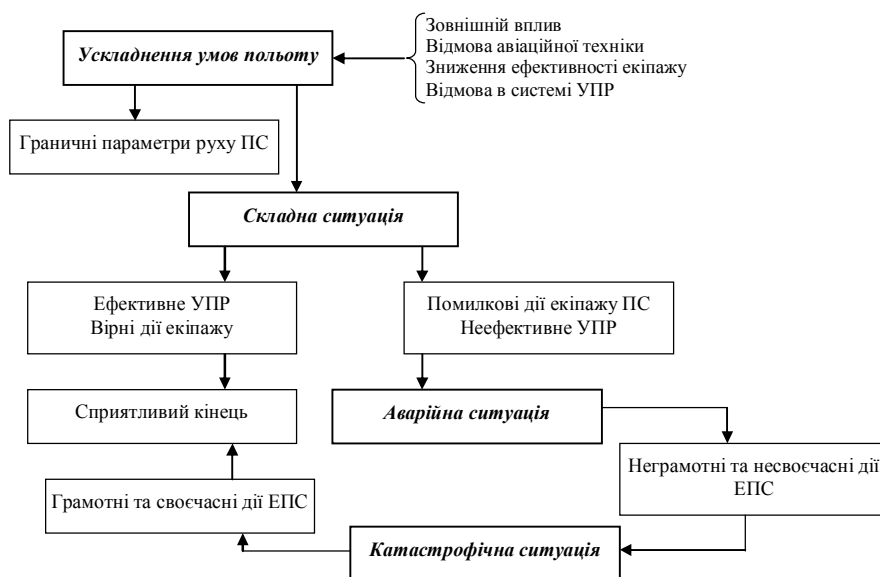 Зовнішній вплив
Відмова авіаційної техніки
Зниження ефективності екіпажу
Відмова в системі УПР
Ускладнення умов польоту
Граничні параметри руху ПС
Складна ситуація
Ефективне УПР
Вірні дії екіпажу
Помилкові дії екіпажу ПС
Неефективне УПР
Сприятливий кінець
Аварійна ситуація
Неграмотні та несвоєчасні дії
ЕПС
Грамотні та своєчасні дії ЕПС
Катастрофічна ситуація